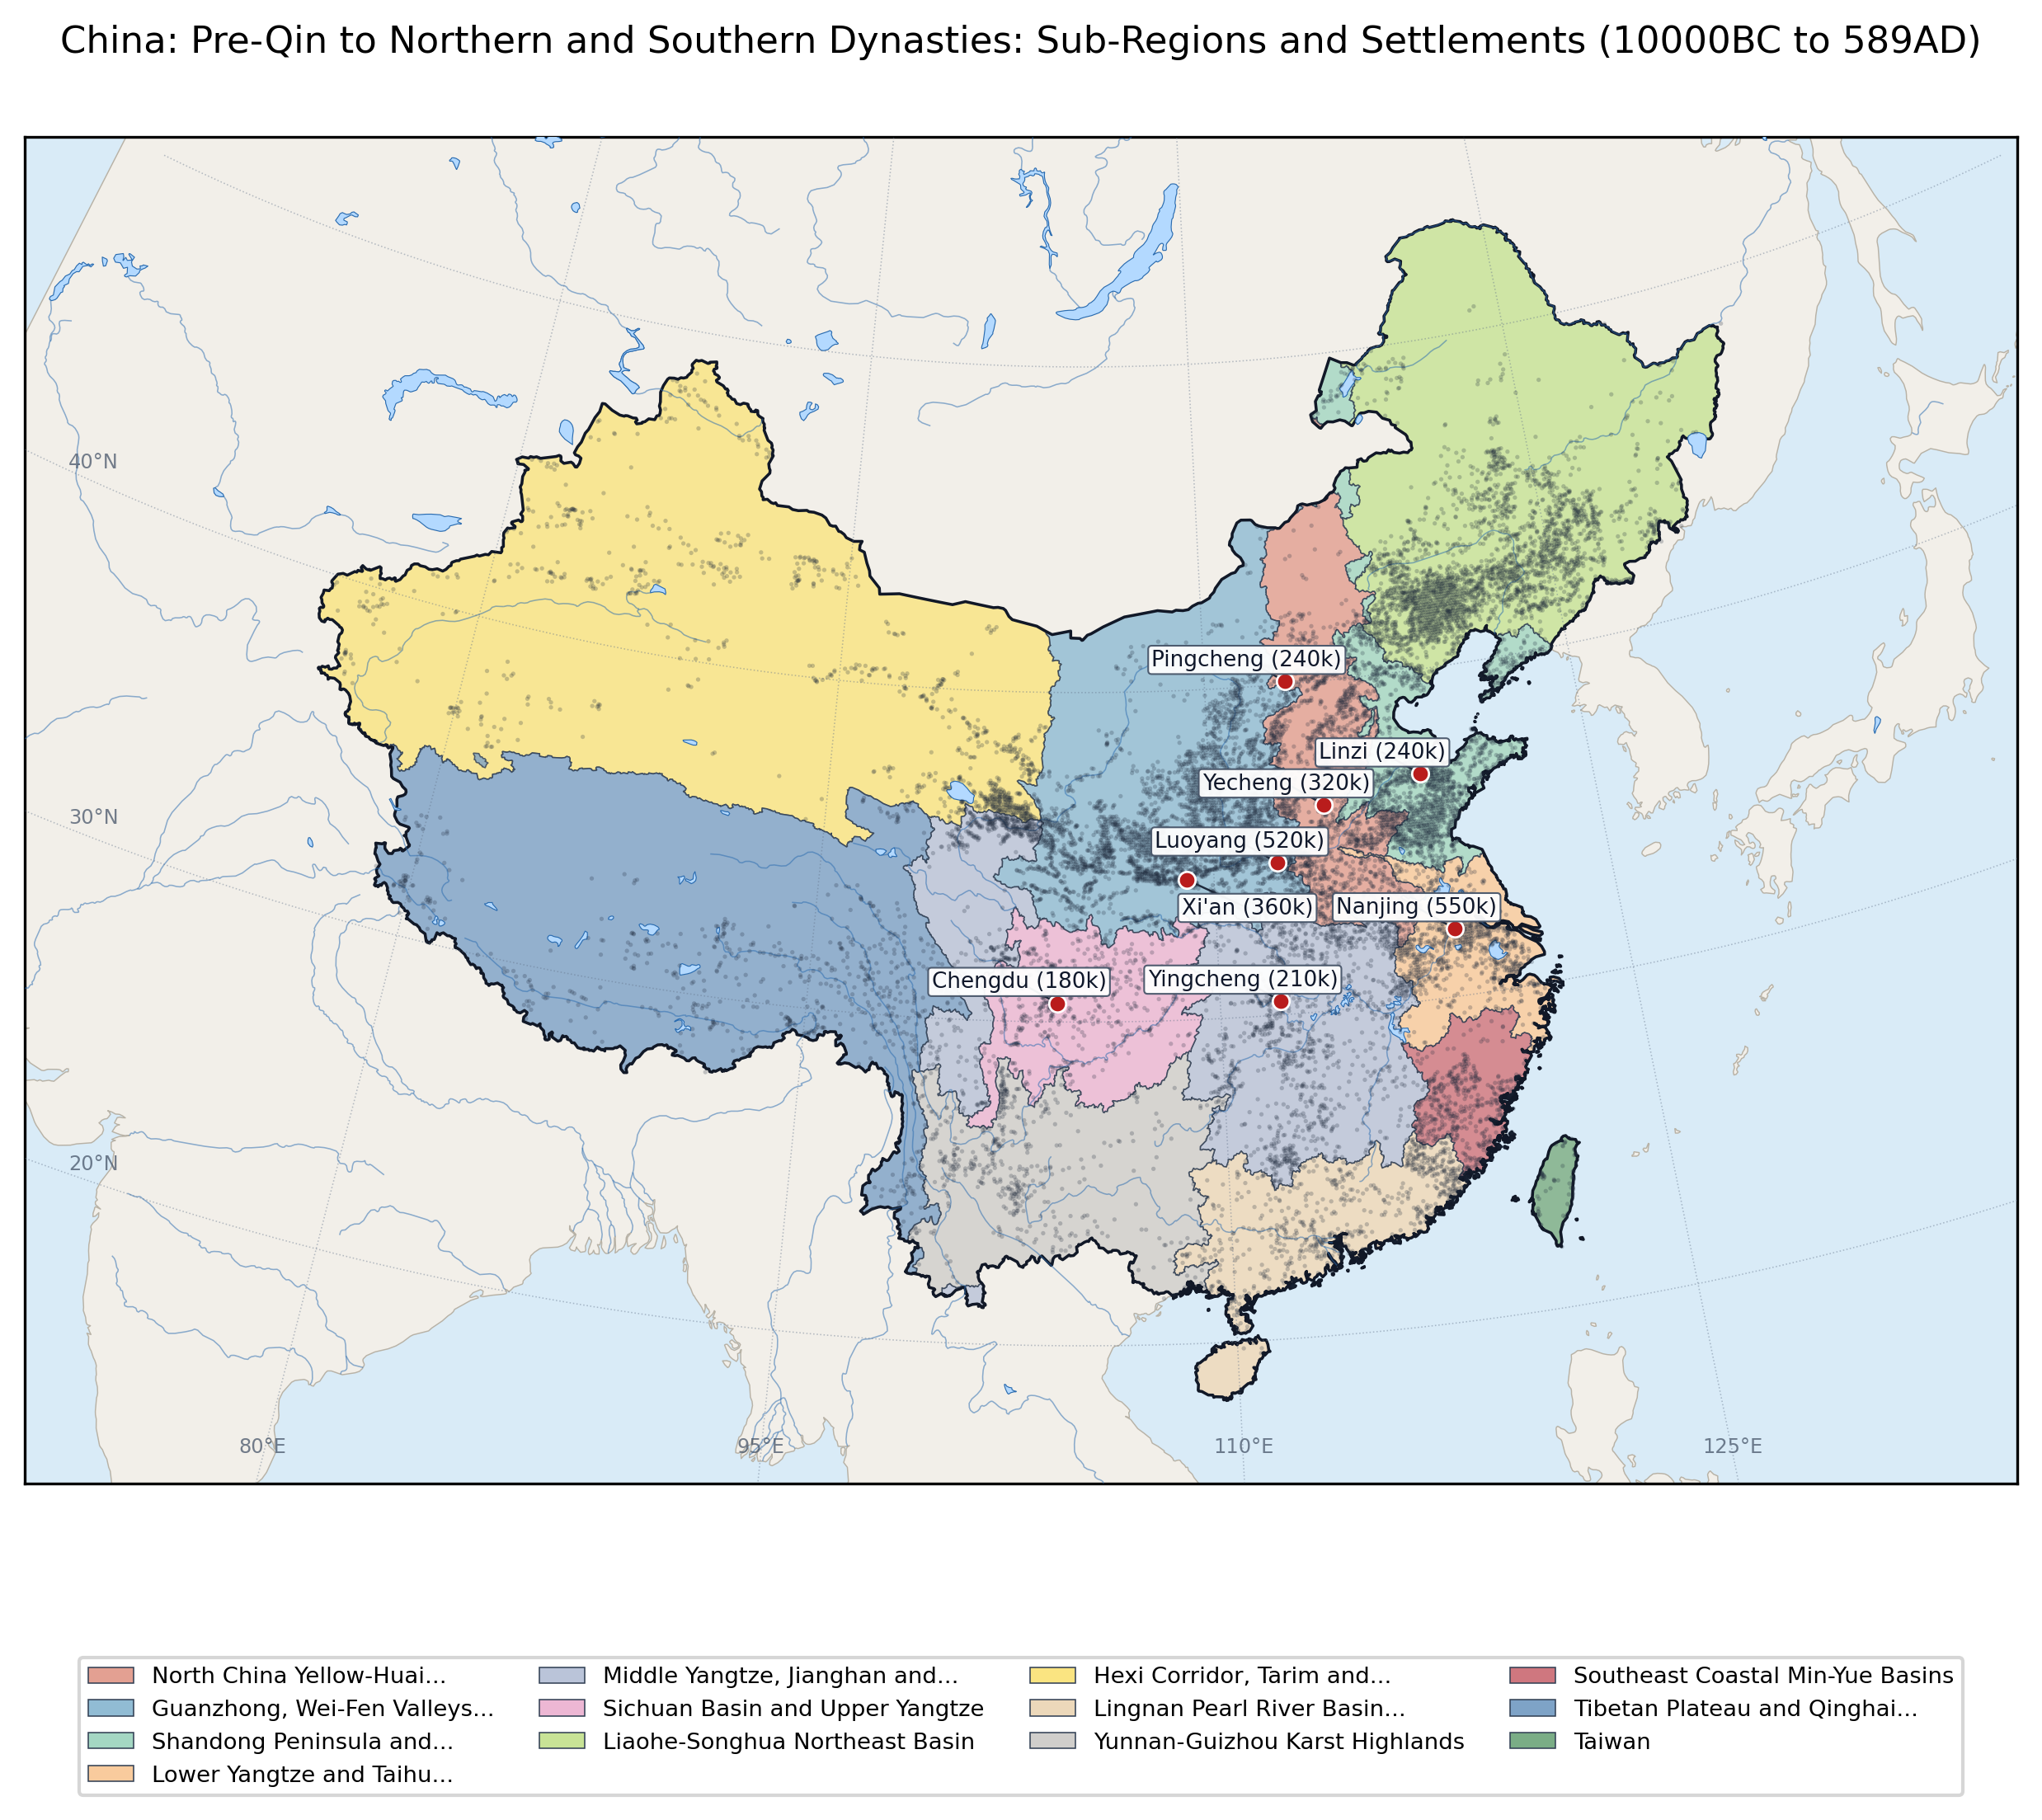 China: Pre-Qin to Northern and Southern Dynasties: Sub-Regions and Settlements (10000BC to 589AD)
40°N
30°N
20°N
80°E
95°E
110°E
125°E
Pingcheng (240k)
Linzi (240k)
Yecheng (320k)
Luoyang (520k)
Xi'an (360k)
Nanjing (550k)
Chengdu (180k)
Yingcheng (210k)
North China Yellow-Huai...
Guanzhong, Wei-Fen Valleys...
Shandong Peninsula and...
Lower Yangtze and Taihu...
Middle Yangtze, Jianghan and...
Sichuan Basin and Upper Yangtze
Liaohe-Songhua Northeast Basin
Hexi Corridor, Tarim and...
Lingnan Pearl River Basin...
Yunnan-Guizhou Karst Highlands
Southeast Coastal Min-Yue Basins
Tibetan Plateau and Qinghai...
Taiwan